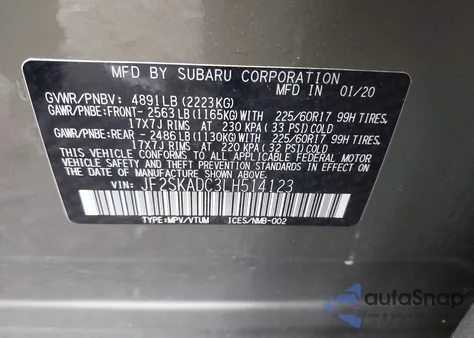 MFD BY SUBARU CORPORATION 01/20
GVWR/PNBV: 4891LB (2223KG)
GAWR/PNBE:FRONT- 2563 LB (1165KG) WITH 225/60R17 99H TIRES,
17X7J RIMS AT 230 KPA (33 PSI) COLD
GAWR/PNBE:REAR - 2486 LB (1130KG) WITH 225/60R17 99H TIRES,
17X7J RIMS AT 220 KPA (32 PSI) COLD
THIS VEHICLE CONFORMS TO ALL APPLICABLE
FEDERAL MOTOR VEHICLE SAFETY, BUMPER, AND
THEFT PREVENTION STANDARDS IN EFFECT ON THE
DATE OF MANUFACTURE SHOWN ABOVE.
VIN: JF2SKADC3LH514123
TYPE:MPV/VTUM ICES/NMB-002
autoSnap